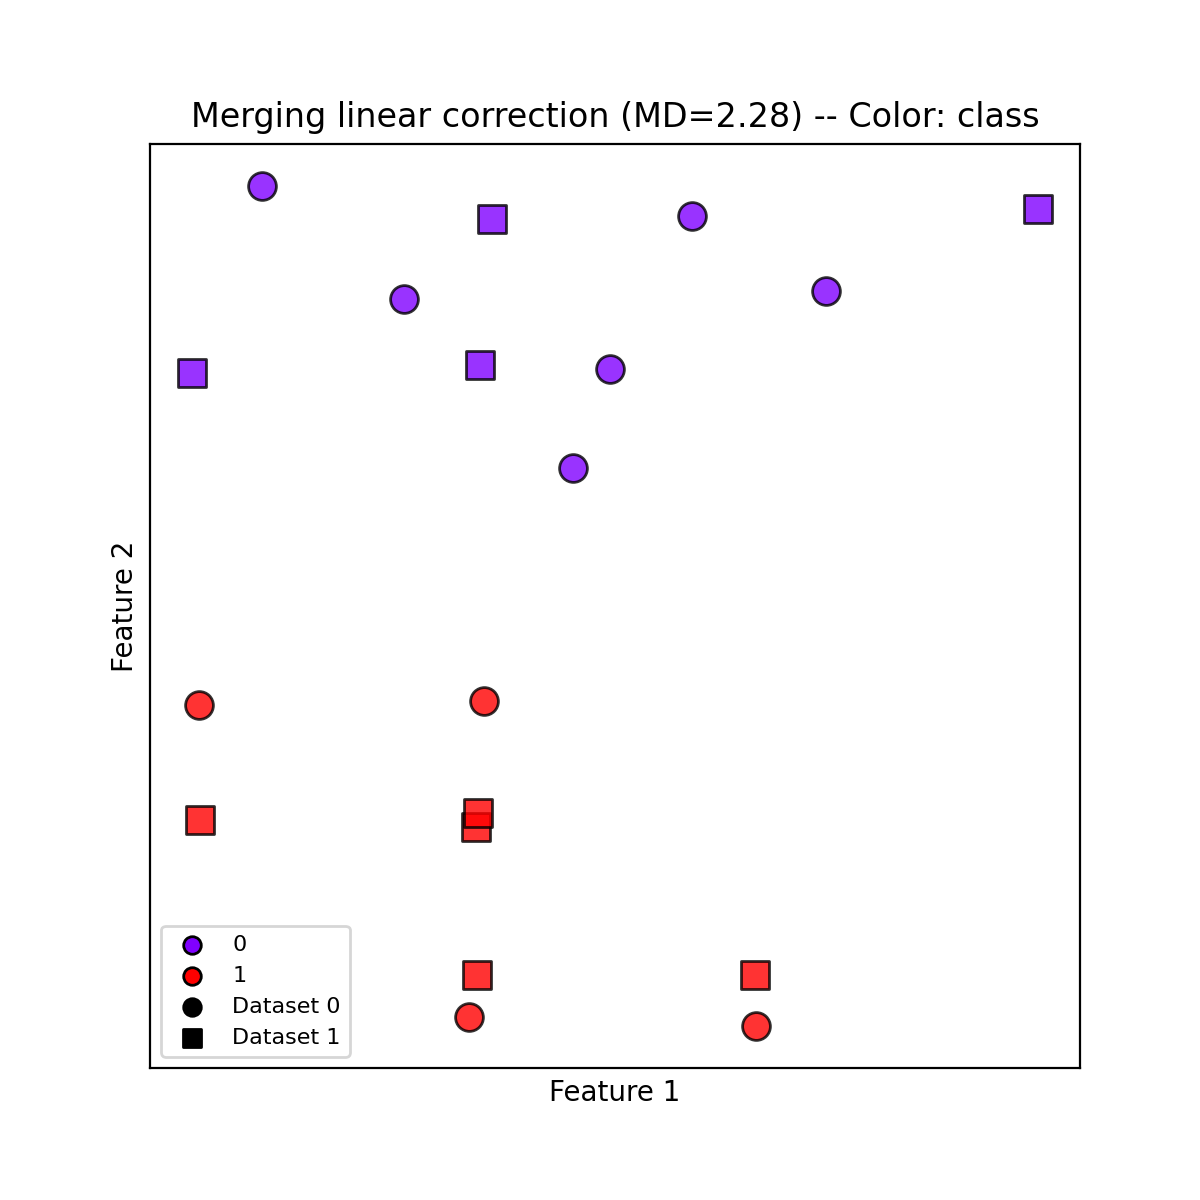 Merging linear correction (MD=2.28) -- Color: class
Feature 2
0
1
Dataset 0
Dataset 1
Feature 1